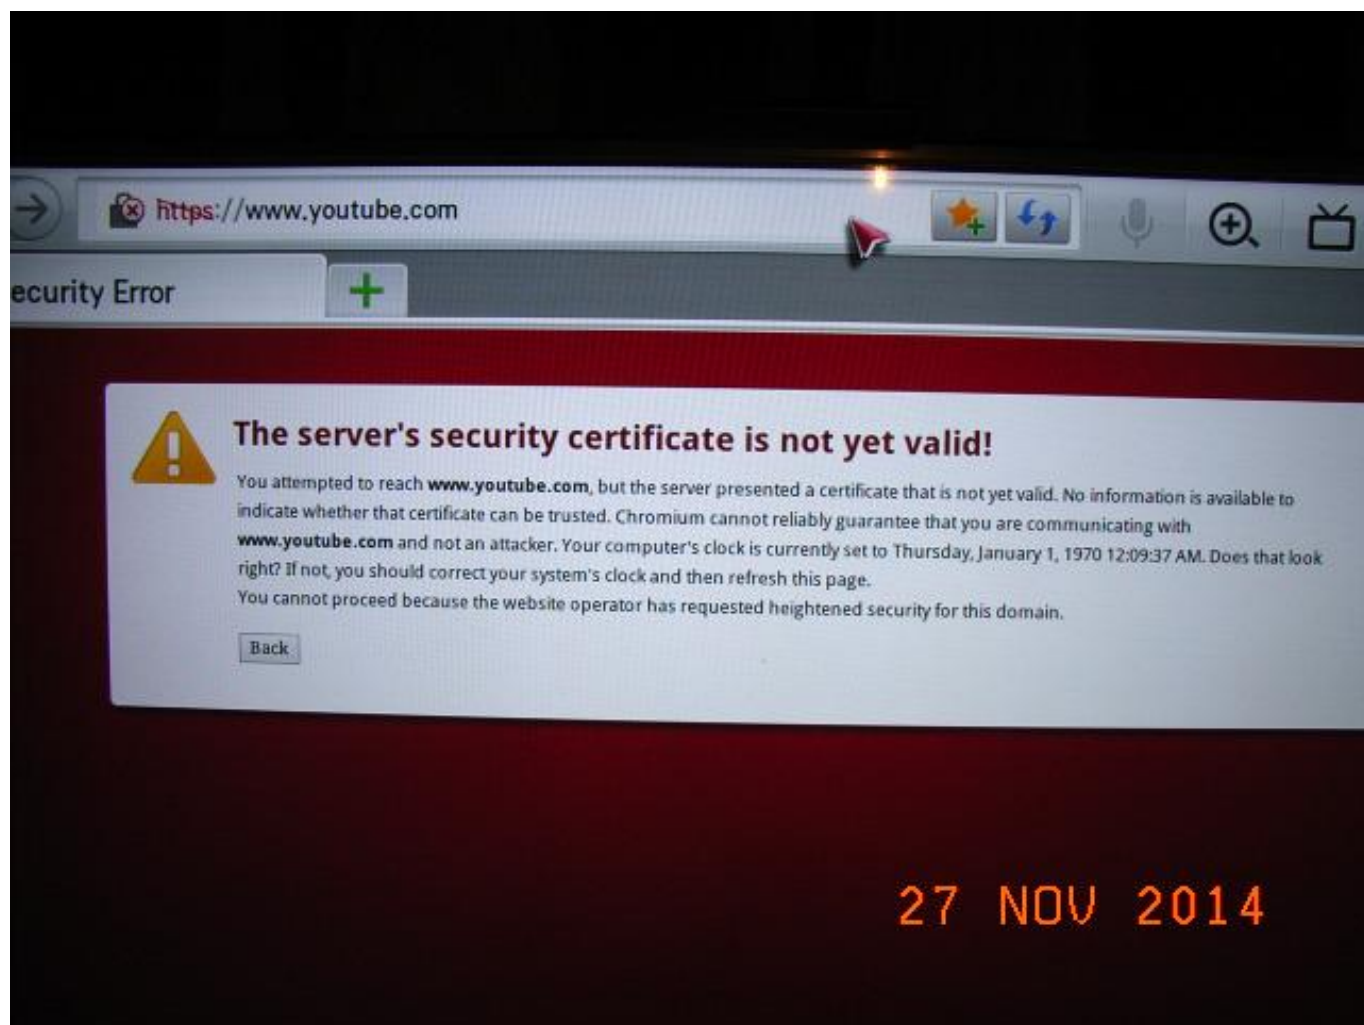 https://www.youtube.com
ecurity Error
The server's security certificate is not yet valid!
You attempted to reach www.youtube.com, but the server presented a certificate that is not yet valid. No information is available to
indicate whether that certificate can be trusted. Chromium cannot reliably guarantee that you are communicating with
www.youtube.com and not an attacker. Your computer's clock is currently set to Thursday, January 1, 1970 12:09:37 AM. Does that look
right? If not, you should correct your system's clock and then refresh this page.
You cannot proceed because the website operator has requested heightened security for this domain.
Back
27 NOV 2014